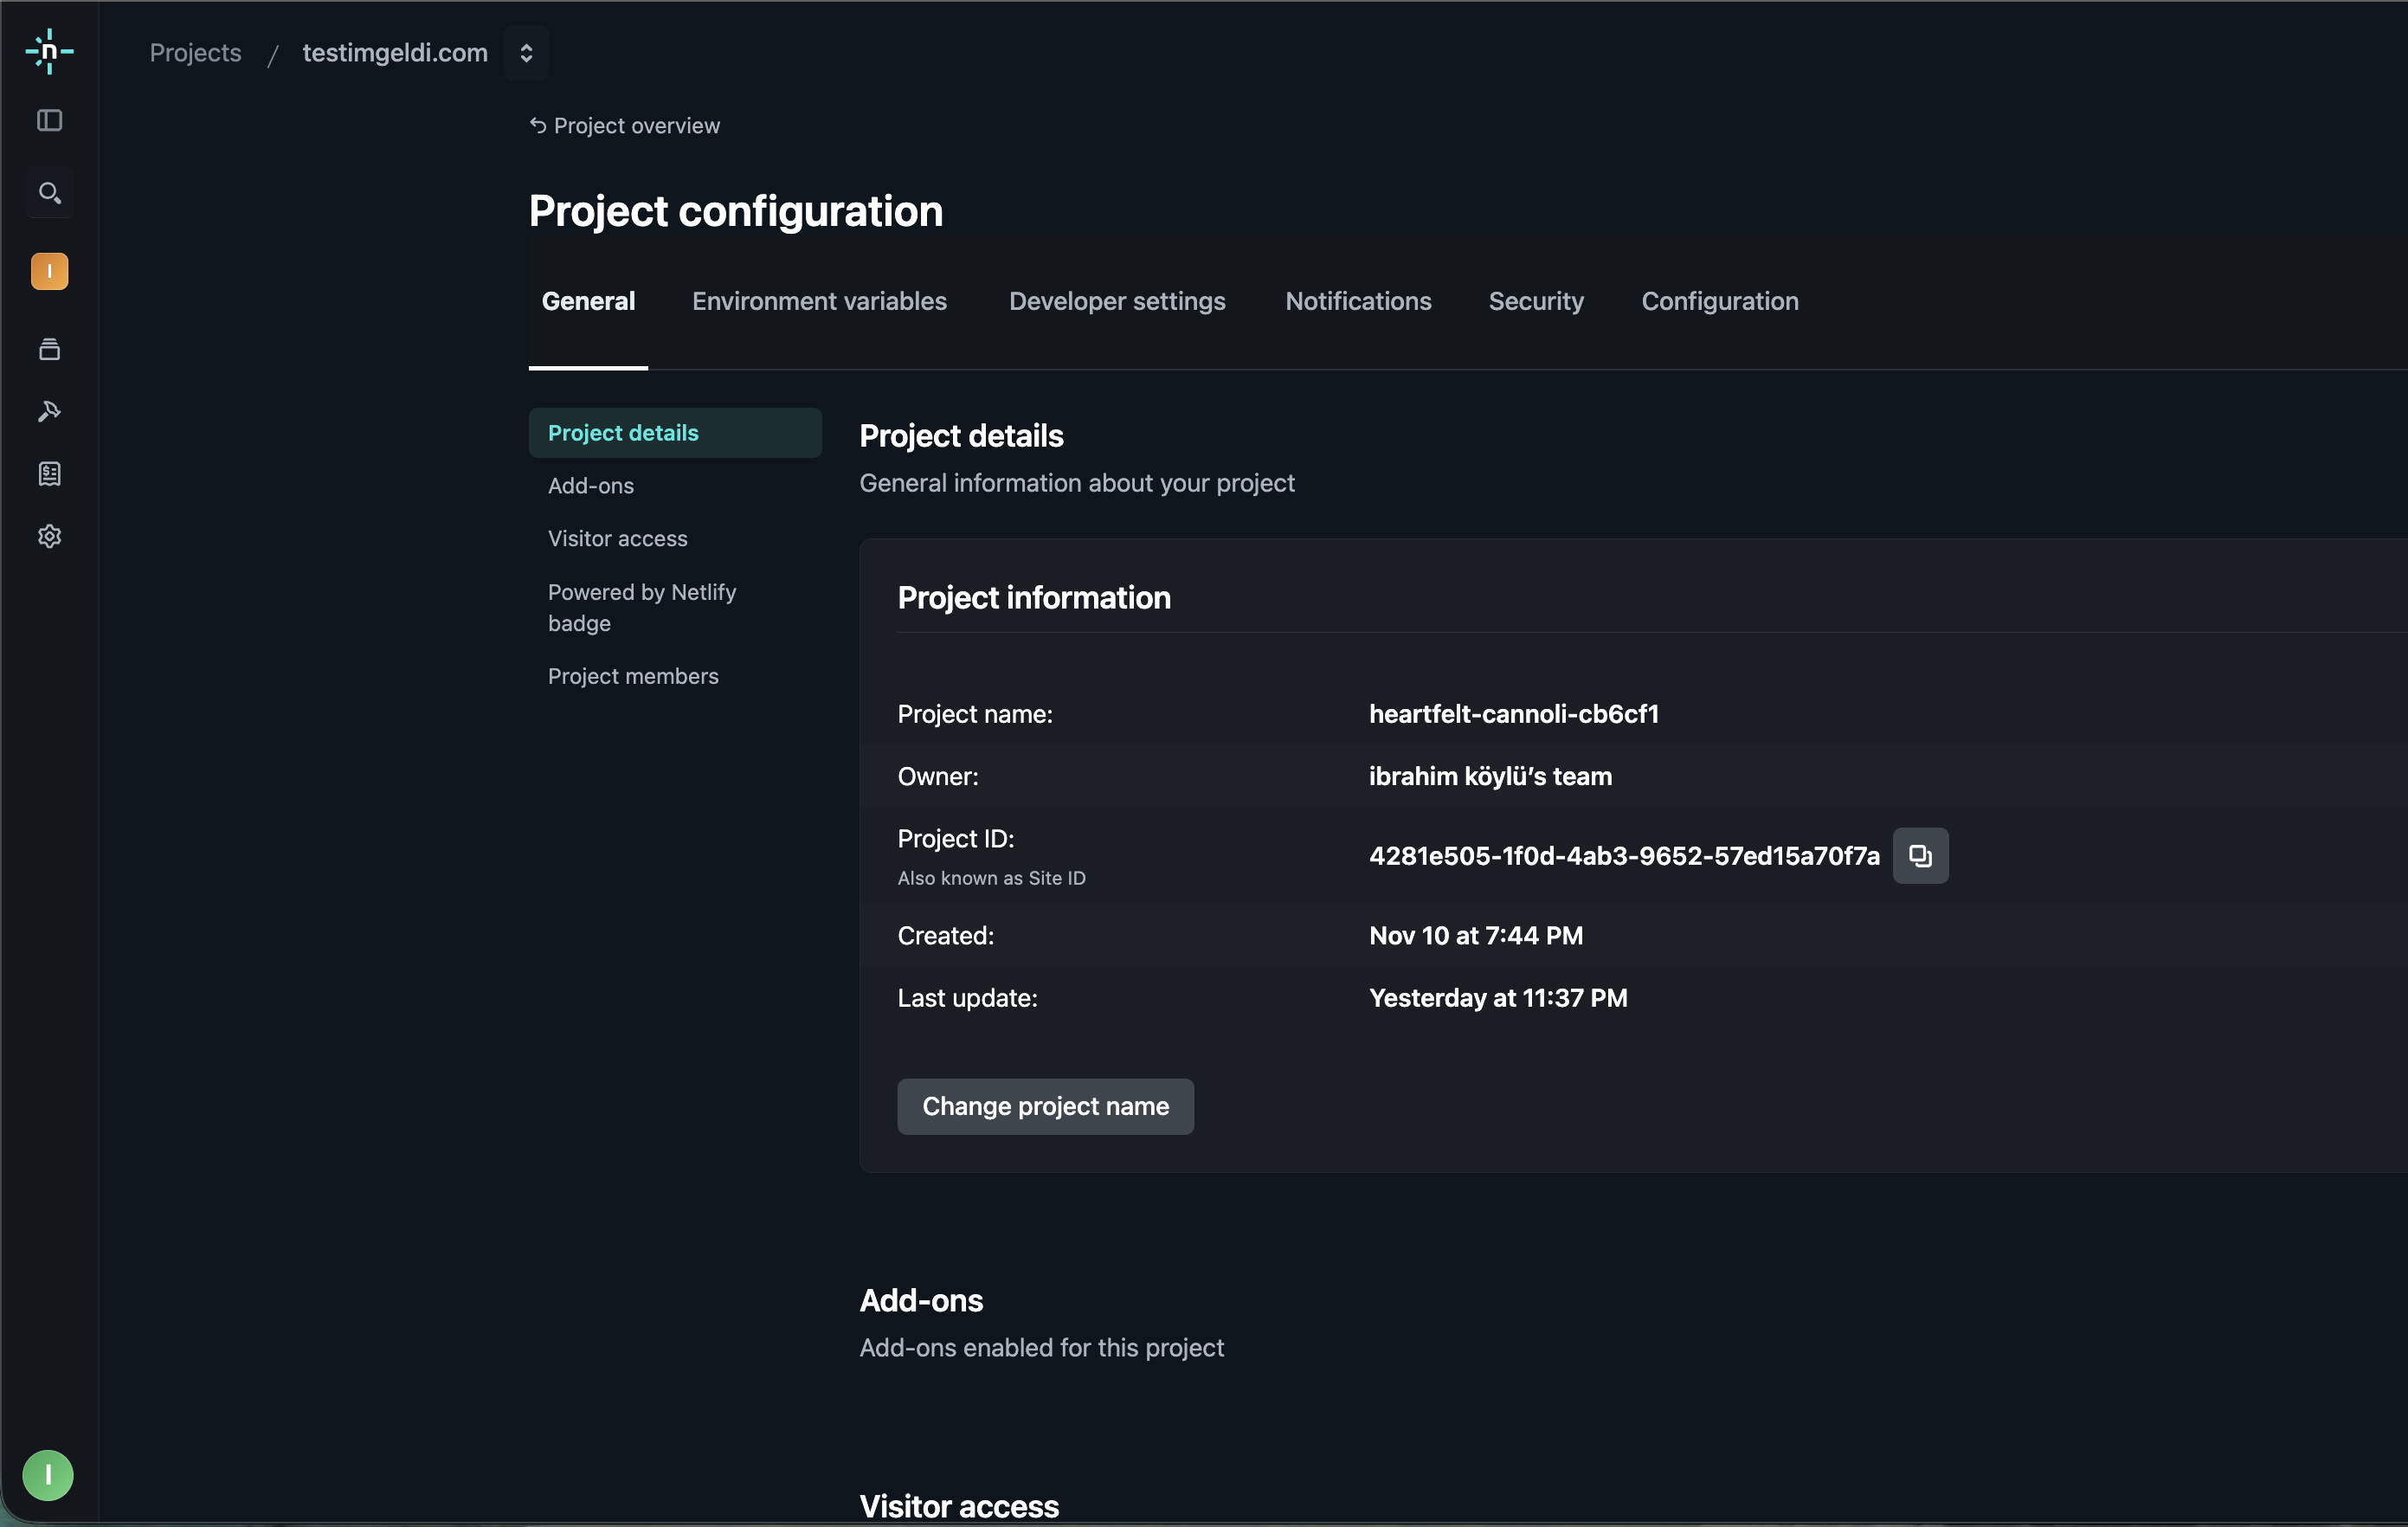 n
Projects / testimgeldi.com
Project overview
Project configuration
I
General Environment variables Developer settings Notifications Security Configuration
Project details
Add-ons
Visitor access
Powered by Netlify
badge
Project members
Project details
General information about your project
Project information
Project name: heartfelt-cannoli-cb6cf1
Owner: ibrahim köylü’s team
Project ID: 4281e505-1f0d-4ab3-9652-57ed15a70f7a
Also known as Site ID
Created: Nov 10 at 7:44 PM
Last update: Yesterday at 11:37 PM
Change project name
Add-ons
Add-ons enabled for this project
Visitor access
I